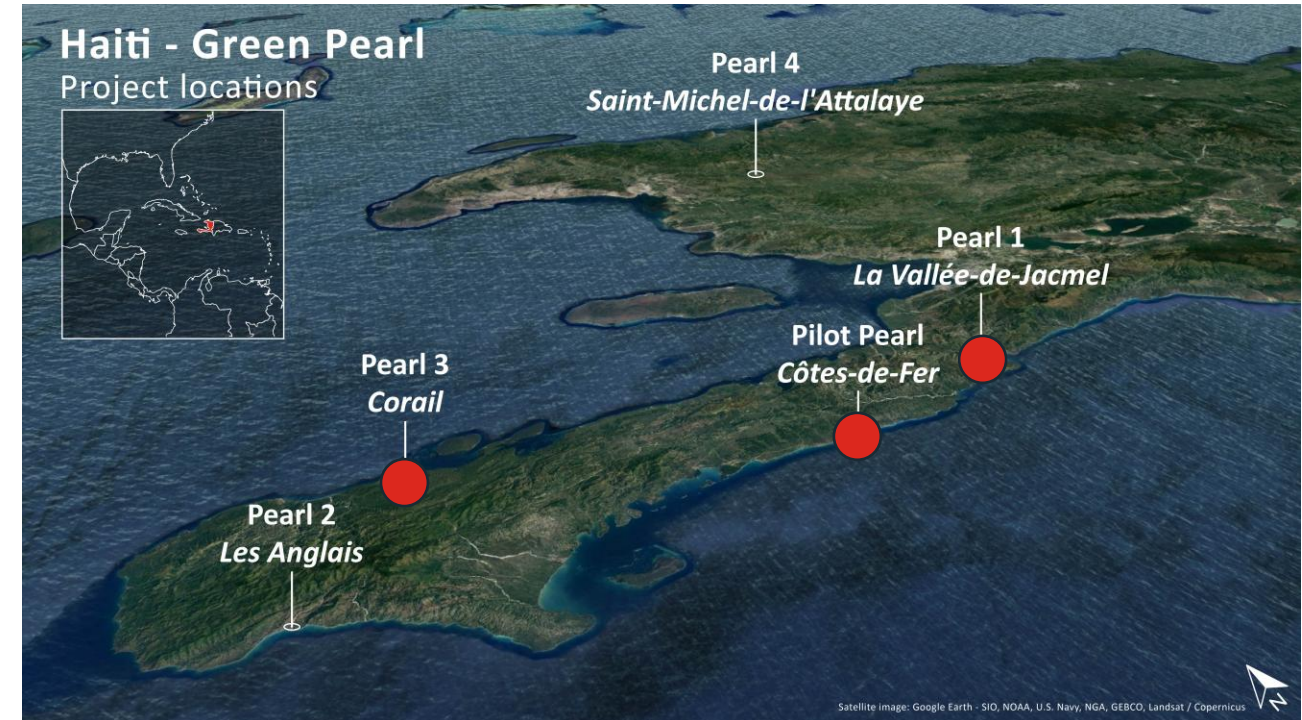 Haiti - Green Pearl
Project locations
Pearl 4
Saint-Michel-de-l'Attalaye
Pearl 1
La Vallée-de-Jacmel
Pilot Pearl
Côtes-de-Fer
Pearl 3
Corail
Pearl 2
Les Anglais
N
Satellite image: Google Earth - SIO, NOAA, U.S. Navy, NGA, GEBCO, Landsat / Copernicus